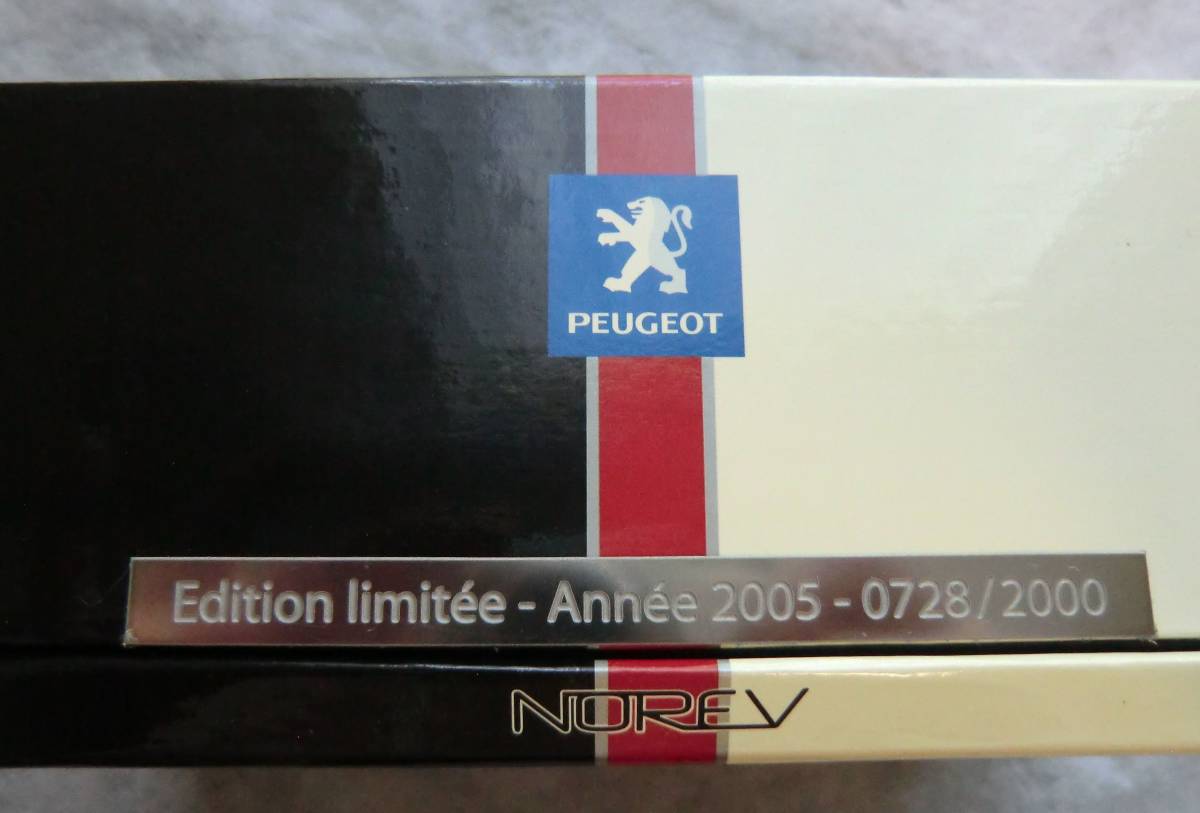 PEUGEOT
Edition limitée - Année 2005 - 0728/2000
NOREV